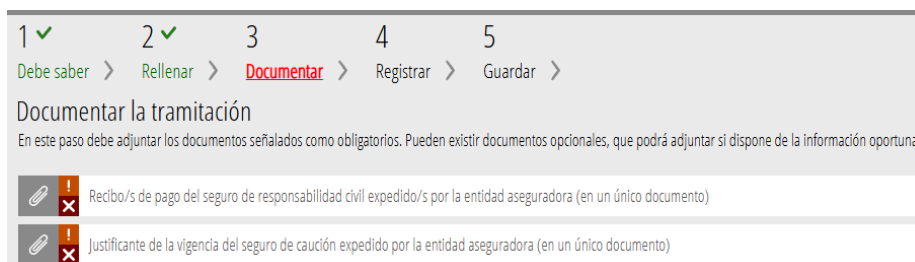 1 2 3 4 5
Debe saber Rellenar Documentar Registrar Guardar
Documentar la tramitación
En este paso debe adjuntar los documentos señalados como obligatorios. Pueden existir documentos opcionales, que podrá adjuntar si dispone de la información oportuna
Recibo/s de pago del seguro de responsabilidad civil expedido/s por la entidad aseguradora (en un único documento)
Justificante de la vigencia del seguro de caución expedido por la entidad aseguradora (en un único documento)